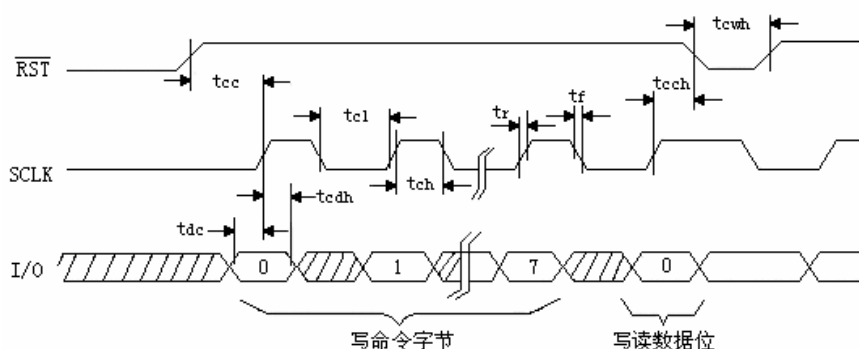 tcwh
RST
tcc
tcch
tcl
tr
tf
SCLK
tch
tcdh
tdc
I/O
0
1
7
0
写命令字节
写读数据位